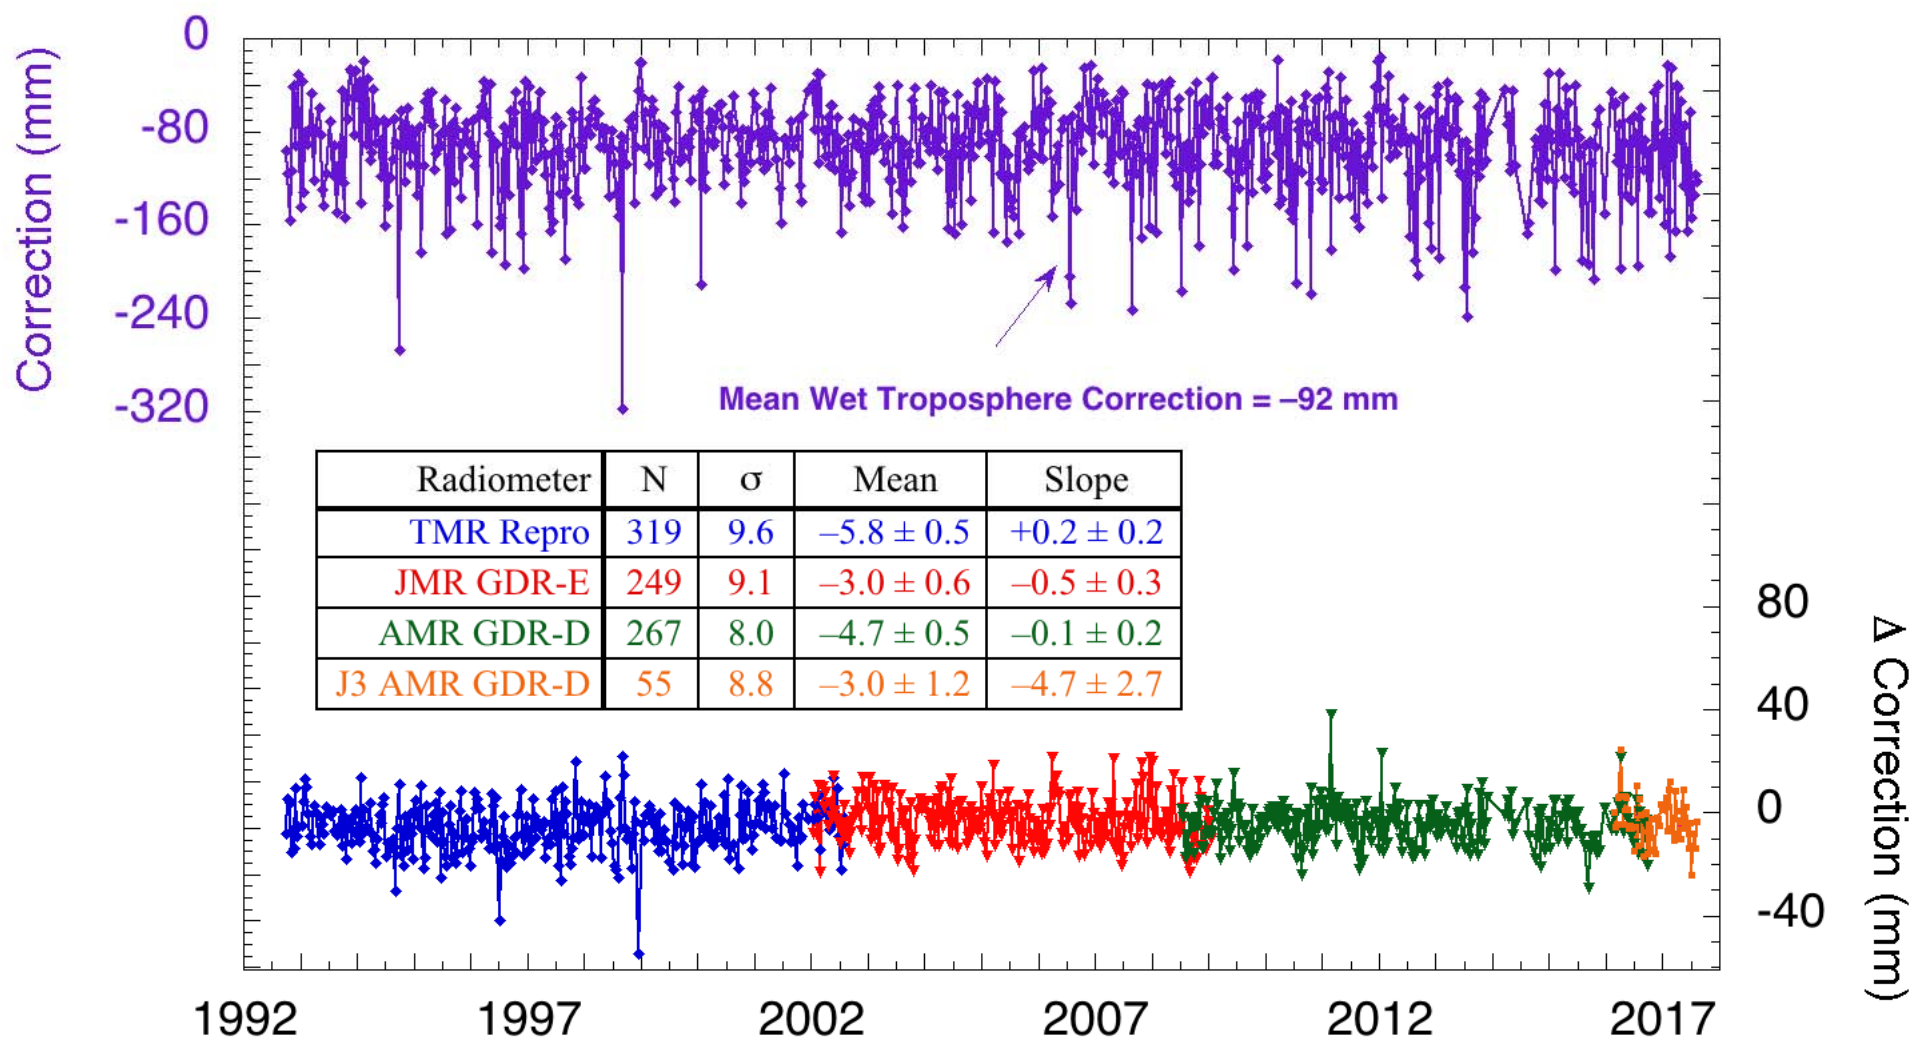 Correction (mm)
0
-80
-160
-240
-320
Mean Wet Troposphere Correction = –92 mm
Radiometer N σ Mean Slope
TMR Repro 319 9.6 –5.8 ± 0.5 +0.2 ± 0.2
JMR GDR-E 249 9.1 –3.0 ± 0.6 –0.5 ± 0.3
AMR GDR-D 267 8.0 –4.7 ± 0.5 –0.1 ± 0.2
J3 AMR GDR-D 55 8.8 –3.0 ± 1.2 –4.7 ± 2.7
80
40
0
-40
Δ Correction (mm)
1992 1997 2002 2007 2012 2017